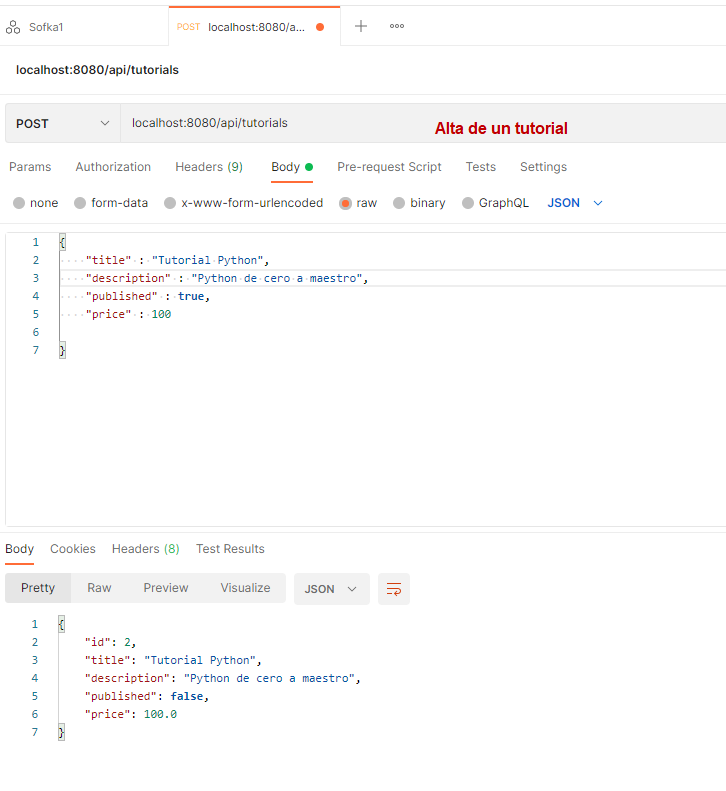 Sofka1
POST localhost:8080/a...
localhost:8080/api/tutorials
POST localhost:8080/api/tutorials
Alta de un tutorial
Params Authorization Headers (9) Body Pre-request Script Tests Settings
none form-data x-www-form-urlencoded raw binary GraphQL JSON
1 {
2 "title" : "Tutorial Python",
3 "description" : "Python de cero a maestro",
4 "published" : true,
5 "price" : 100
6
7 }
Body Cookies Headers (8) Test Results
Pretty Raw Preview Visualize JSON
1 {
2 "id": 2,
3 "title": "Tutorial Python",
4 "description": "Python de cero a maestro",
5 "published": false,
6 "price": 100.0
7 }